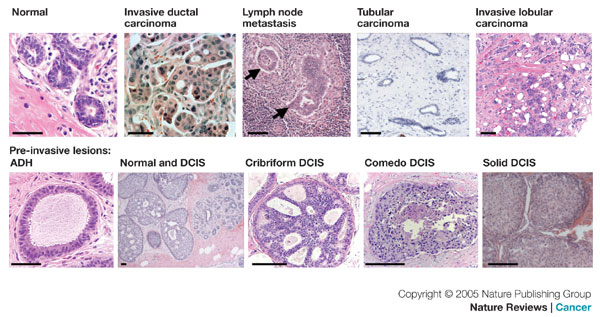 Normal
Invasive ductal
carcinoma
Lymph node
metastasis
Tubular
carcinoma
Invasive lobular
carcinoma
Pre-invasive lesions:
ADH
Normal and DCIS
Cribriform DCIS
Comedo DCIS
Solid DCIS
Copyright © 2005 Nature Publishing Group
Nature Reviews | Cancer